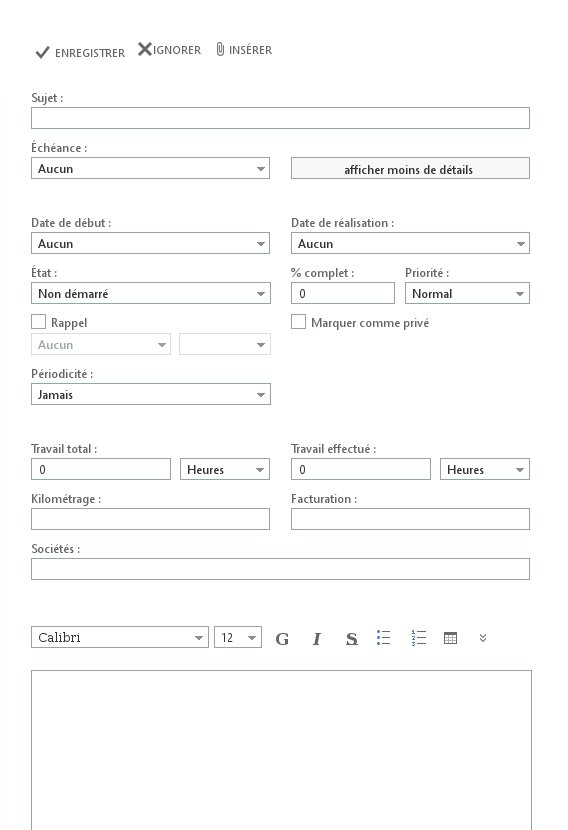 ENREGISTRER IGNORER INSÉRER
Sujet :
Échéance :
Aucun afficher moins de détails
Date de début : Date de réalisation :
Aucun Aucun
État : % complet : Priorité :
Non démarré 0 Normal
Rappel Marquer comme privé
Aucun
Périodicité :
Jamais
Travail total : Travail effectué :
0 Heures 0 Heures
Kilométrage : Facturation :
Sociétés :
Calibri 12 G I S